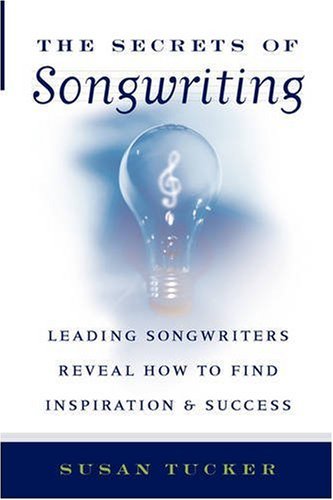 THE SECRETS OF
Songwriting
LEADING SONGWRITERS
REVEAL HOW TO FIND
INSPIRATION & SUCCESS
SUSAN TUCKER